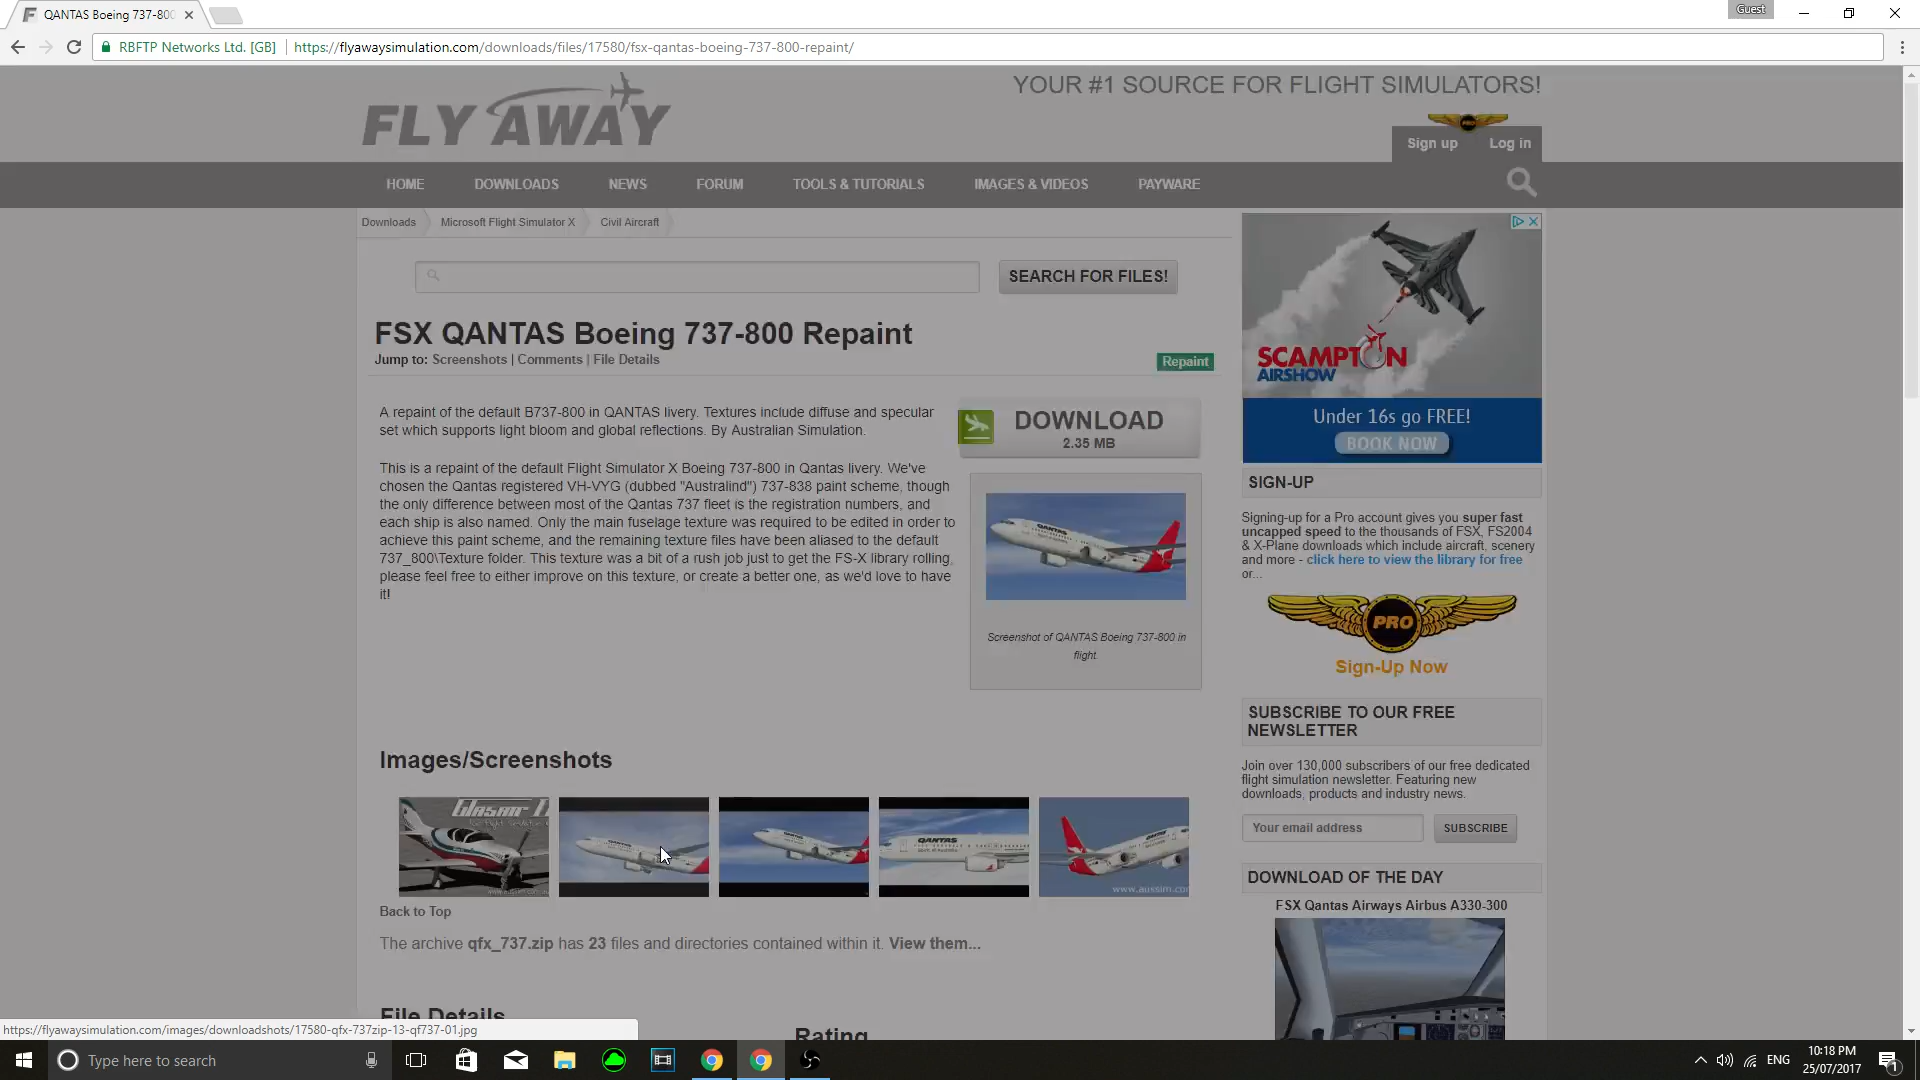 QANTAS Boeing 737-800
Guest
RBFTP Networks Ltd. [GB]
https://flyawaysimulation.com/downloads/files/17580/fsx-qantas-boeing-737-800-repaint/
FLY AWAY
YOUR #1 SOURCE FOR FLIGHT SIMULATORS!
PRO
Sign up Log in
HOME DOWNLOADS NEWS FORUM TOOLS & TUTORIALS IMAGES & VIDEOS PAYWARE
Downloads Microsoft Flight Simulator X Civil Aircraft
SEARCH FOR FILES!
FSX QANTAS Boeing 737-800 Repaint
Jump to: Screenshots | Comments | File Details
Repaint
A repaint of the default B737-800 in QANTAS livery. Textures include diffuse and specular
set which supports light bloom and global reflections. By Australian Simulation.
This is a repaint of the default Flight Simulator X Boeing 737-800 in Qantas livery. We've
chosen the Qantas registered VH-VYG (dubbed "Australind") 737-838 paint scheme, though
the only difference between most of the Qantas 737 fleet is the registration numbers, and
each ship is also named. Only the main fuselage texture was required to be edited in order to
achieve this paint scheme, and the remaining texture files have been aliased to the default
737_800\Texture folder. This texture was a bit of a rush job just to get the FS-X library rolling,
please feel free to either improve on this texture, or create a better one, as we'd love to have
it!
DOWNLOAD
2.35 MB
QANTAS
Screenshot of QANTAS Boeing 737-800 in
flight
Images/Screenshots
QANTAS
QANTAS
QANTAS
www.aussim.com
Back to Top
The archive qfx_737.zip has 23 files and directories contained within it. View them...
File Details
Rating
SCAMPTON
AIRSHOW
Under 16s go FREE!
BOOK NOW
SIGN-UP
Signing-up for a Pro account gives you super fast
uncapped speed to the thousands of FSX, FS2004
& X-Plane downloads which include aircraft, scenery
and more - click here to view the library for free
or...
PRO
Sign-Up Now
SUBSCRIBE TO OUR FREE
NEWSLETTER
Join over 130,000 subscribers of our free dedicated
flight simulation newsletter. Featuring new
downloads, products and industry news.
Your email address
SUBSCRIBE
DOWNLOAD OF THE DAY
FSX Qantas Airways Airbus A330-300
https://flyawaysimulation.com/images/downloadshots/17580-qfx-737zip-13-qf737-01.jpg
Type here to search
ENG
10:18 PM
25/07/2017
1